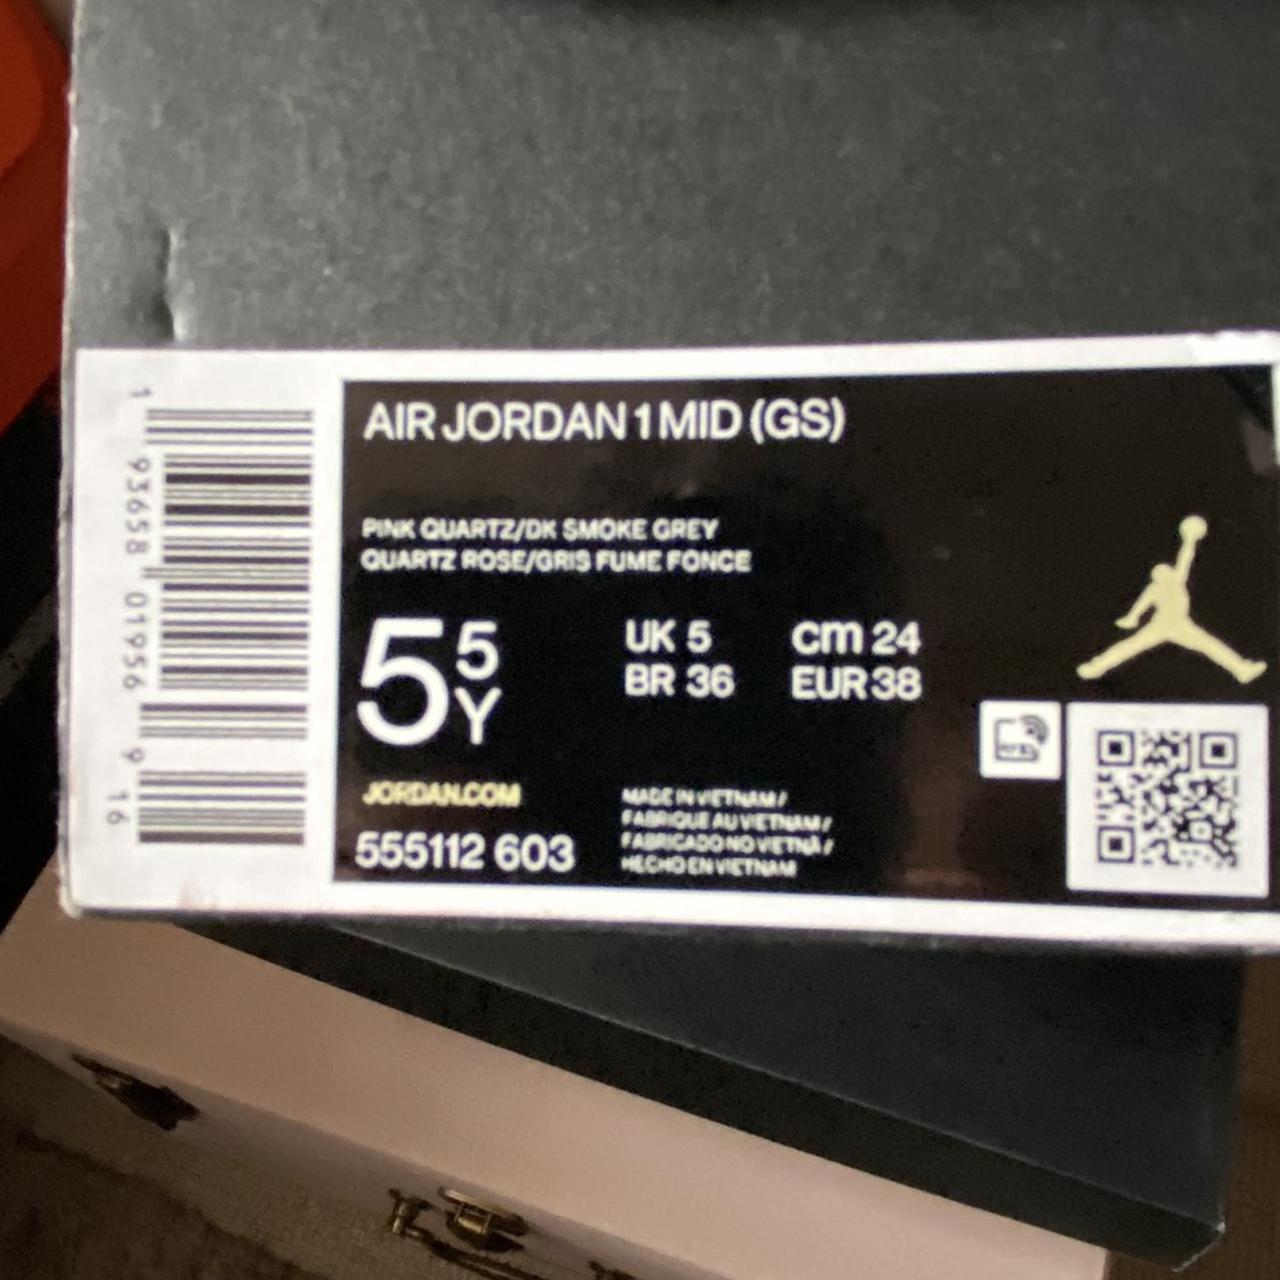 AIR JORDAN 1 MID (GS)
PINK QUARTZ/DK SMOKE GREY
QUARTZ ROSE/GRIS FUME FONCE
5 5Y
UK 5 cm 24
BR 36 EUR 38
JORDAN.COM
555112 603
MADE IN VIETNAM /
FABRIQUE AU VIETNAM /
FABRICADO NO VIETNÃ /
HECHO EN VIETNAM
1 93658 01956 9 16